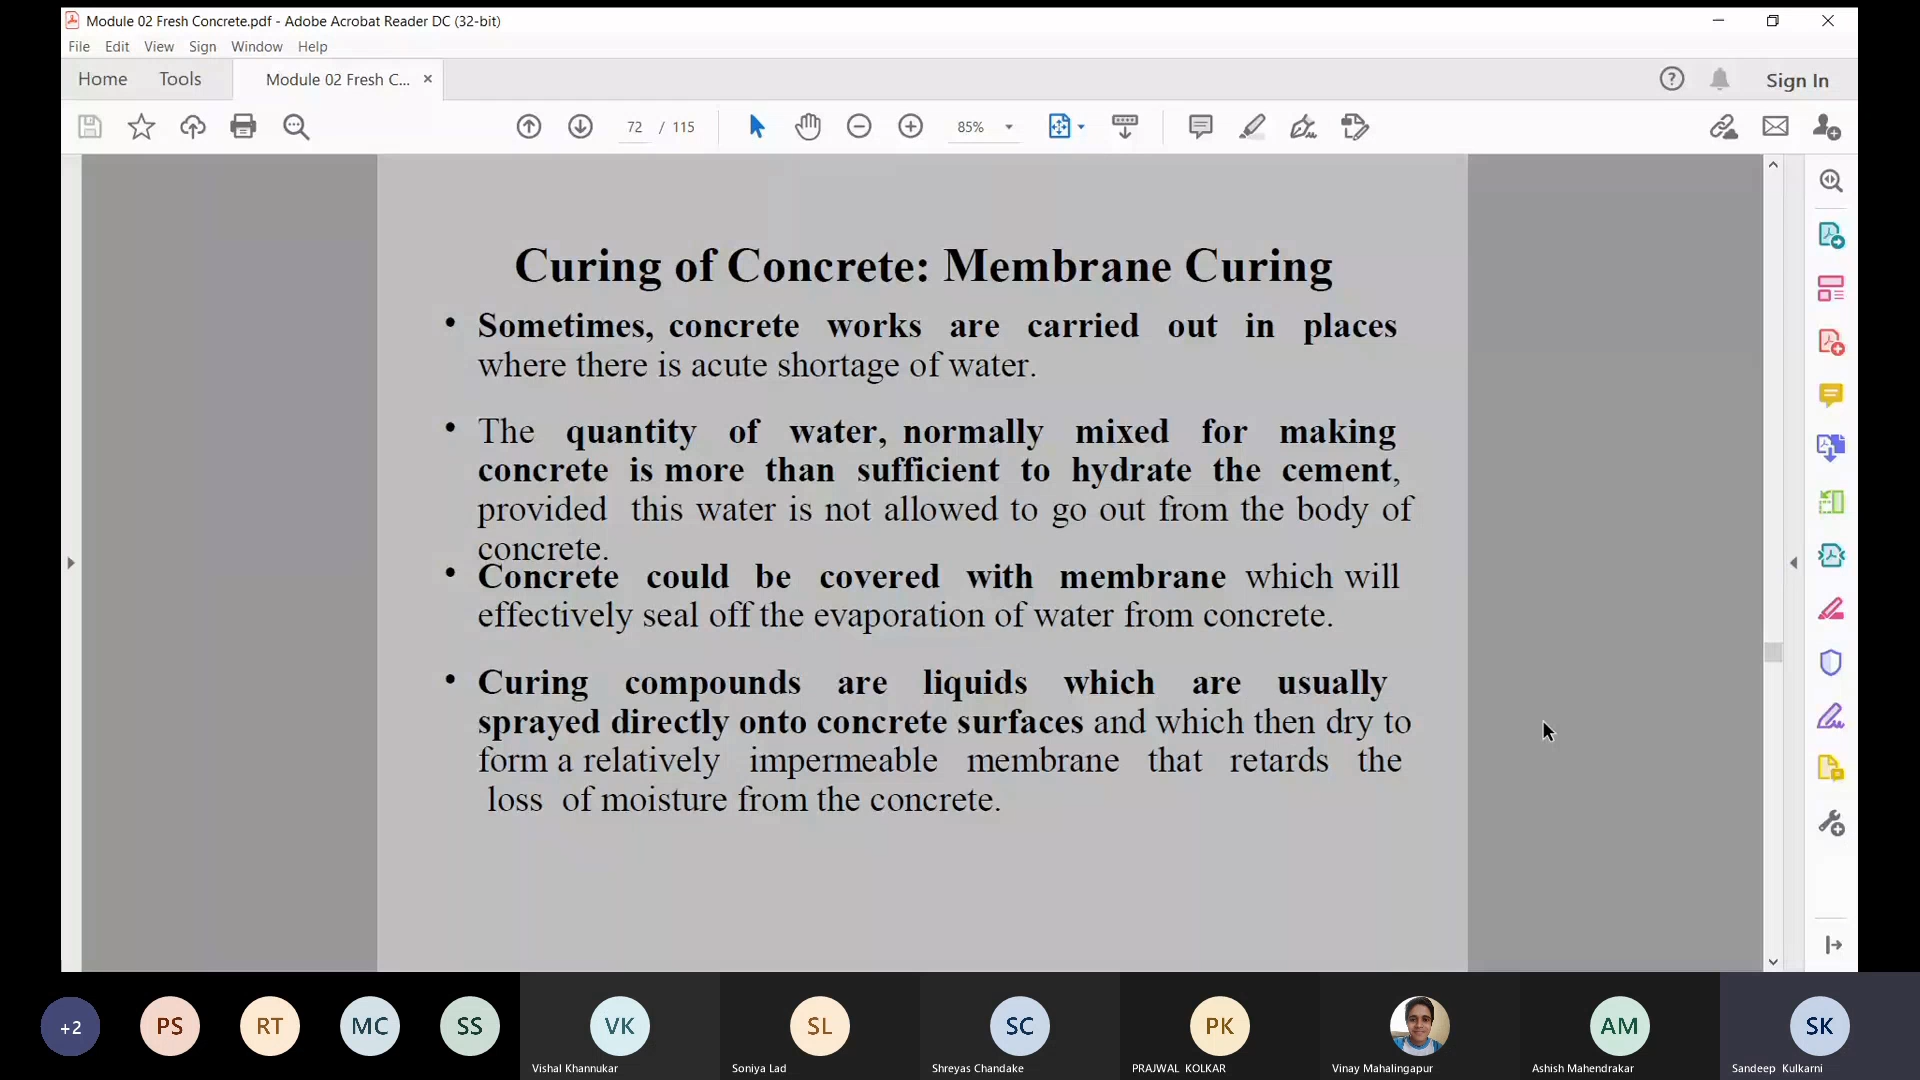 Module 02 Fresh Concrete.pdf - Adobe Acrobat Reader DC (32-bit)
File Edit View Sign Window Help
Home Tools Module 02 Fresh C... Sign In
72 / 115 85%
Curing of Concrete: Membrane Curing
• Sometimes, concrete works are carried out in places
where there is acute shortage of water.
• The quantity of water, normally mixed for making
concrete is more than sufficient to hydrate the cement,
provided this water is not allowed to go out from the body of
concrete.
• Concrete could be covered with membrane which will
effectively seal off the evaporation of water from concrete.
• Curing compounds are liquids which are usually
sprayed directly onto concrete surfaces and which then dry to
form a relatively impermeable membrane that retards the
loss of moisture from the concrete.
+2 PS RT MC SS VK SL SC PK AM SK
Vishal Khannukar Soniya Lad Shreyas Chandake PRAJWAL KOLKAR Vinay Mahalingapur Ashish Mahendrakar Sandeep Kulkarni